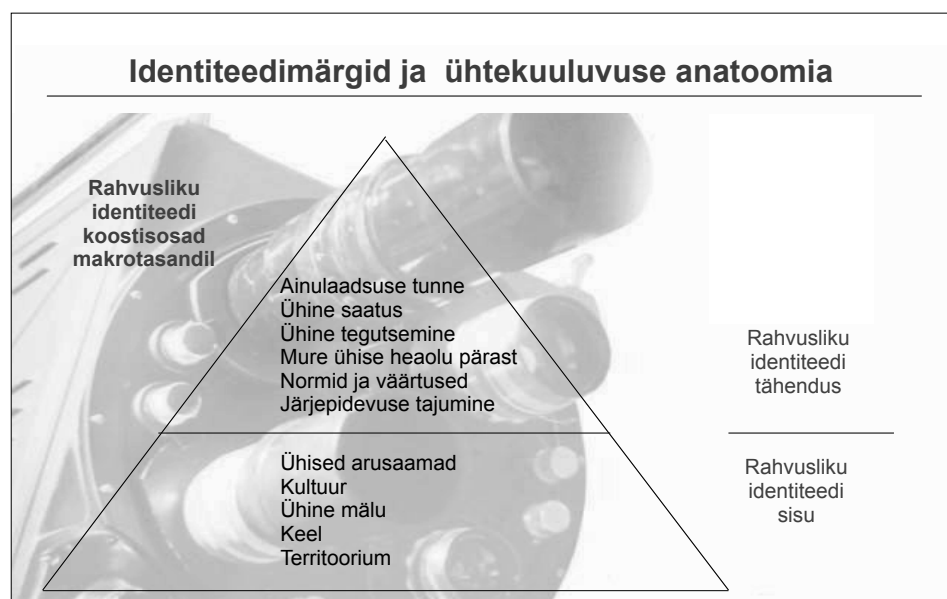 Identiteedimärgid ja ühtekuuluvuse anatoomia
Rahvusliku
identiteedi
koostisosad
makrotasandil
Ainulaadsuse tunne
Ühine saatus
Ühine tegutsemine
Mure ühise heaolu pärast
Normid ja väärtused
Järjepidevuse tajumine
Rahvusliku
identiteedi
tähendus
Ühised arusaamad
Kultuur
Ühine mälu
Keel
Territoorium
Rahvusliku
identiteedi
sisu